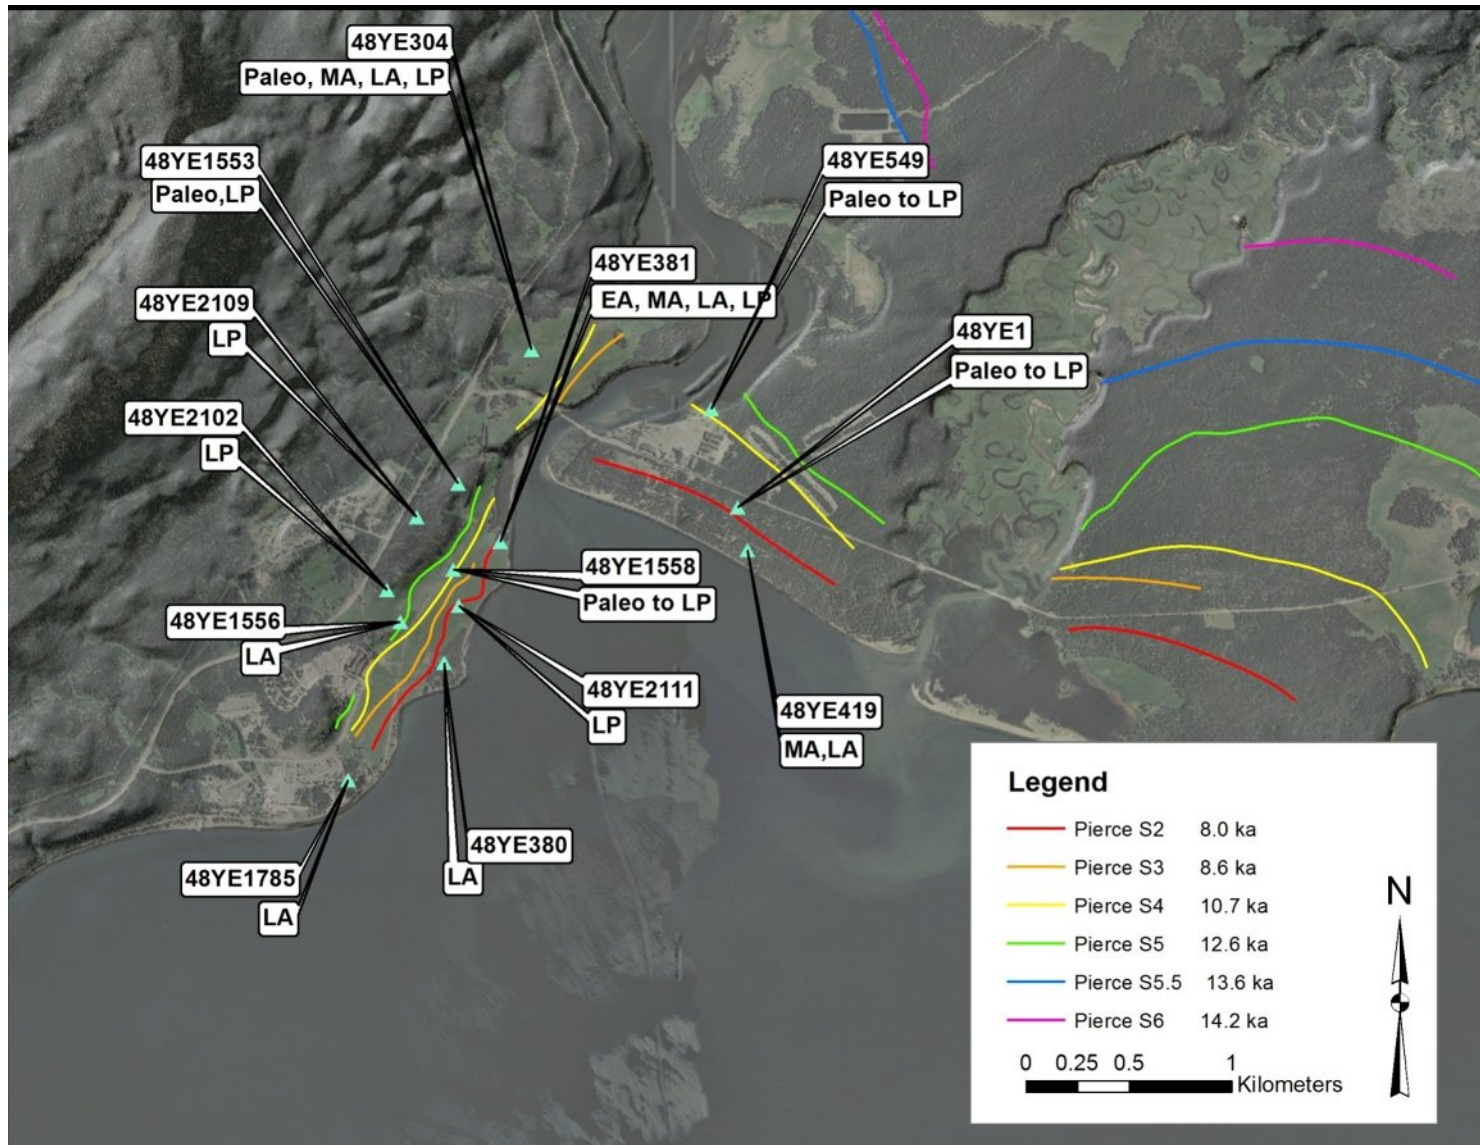 48YE304
Paleo, MA, LA, LP
48YE1553
Paleo,LP
48YE549
Paleo to LP
48YE381
EA, MA, LA, LP
48YE2109
LP
48YE1
Paleo to LP
48YE2102
LP
48YE1558
Paleo to LP
48YE1556
LA
48YE2111
LP
48YE419
MA,LA
48YE380
LA
48YE1785
LA
Legend
Pierce S2 8.0 ka
Pierce S3 8.6 ka
Pierce S4 10.7 ka
Pierce S5 12.6 ka
Pierce S5.5 13.6 ka
Pierce S6 14.2 ka
0 0.25 0.5 1
Kilometers
N